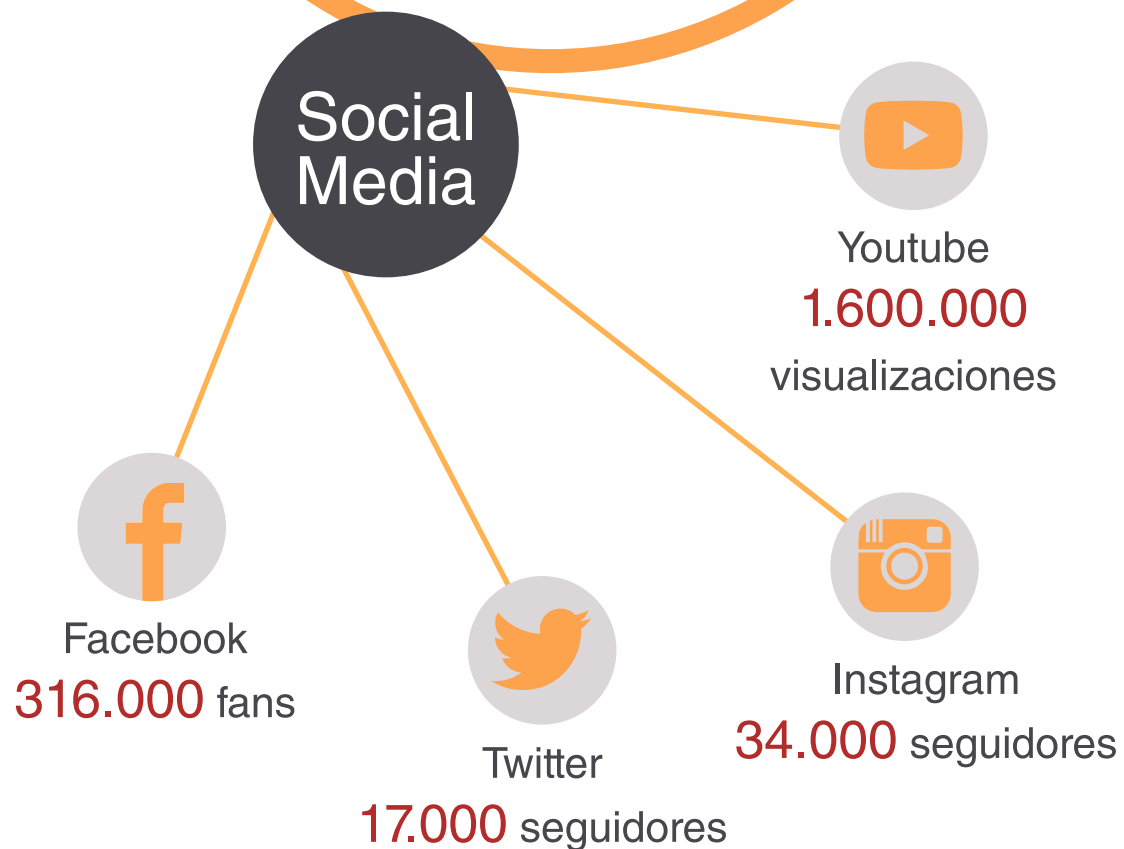 Social
Media
Youtube
1.600.000
visualizaciones
Facebook
316.000 fans
Twitter
17.000 seguidores
Instagram
34.000 seguidores